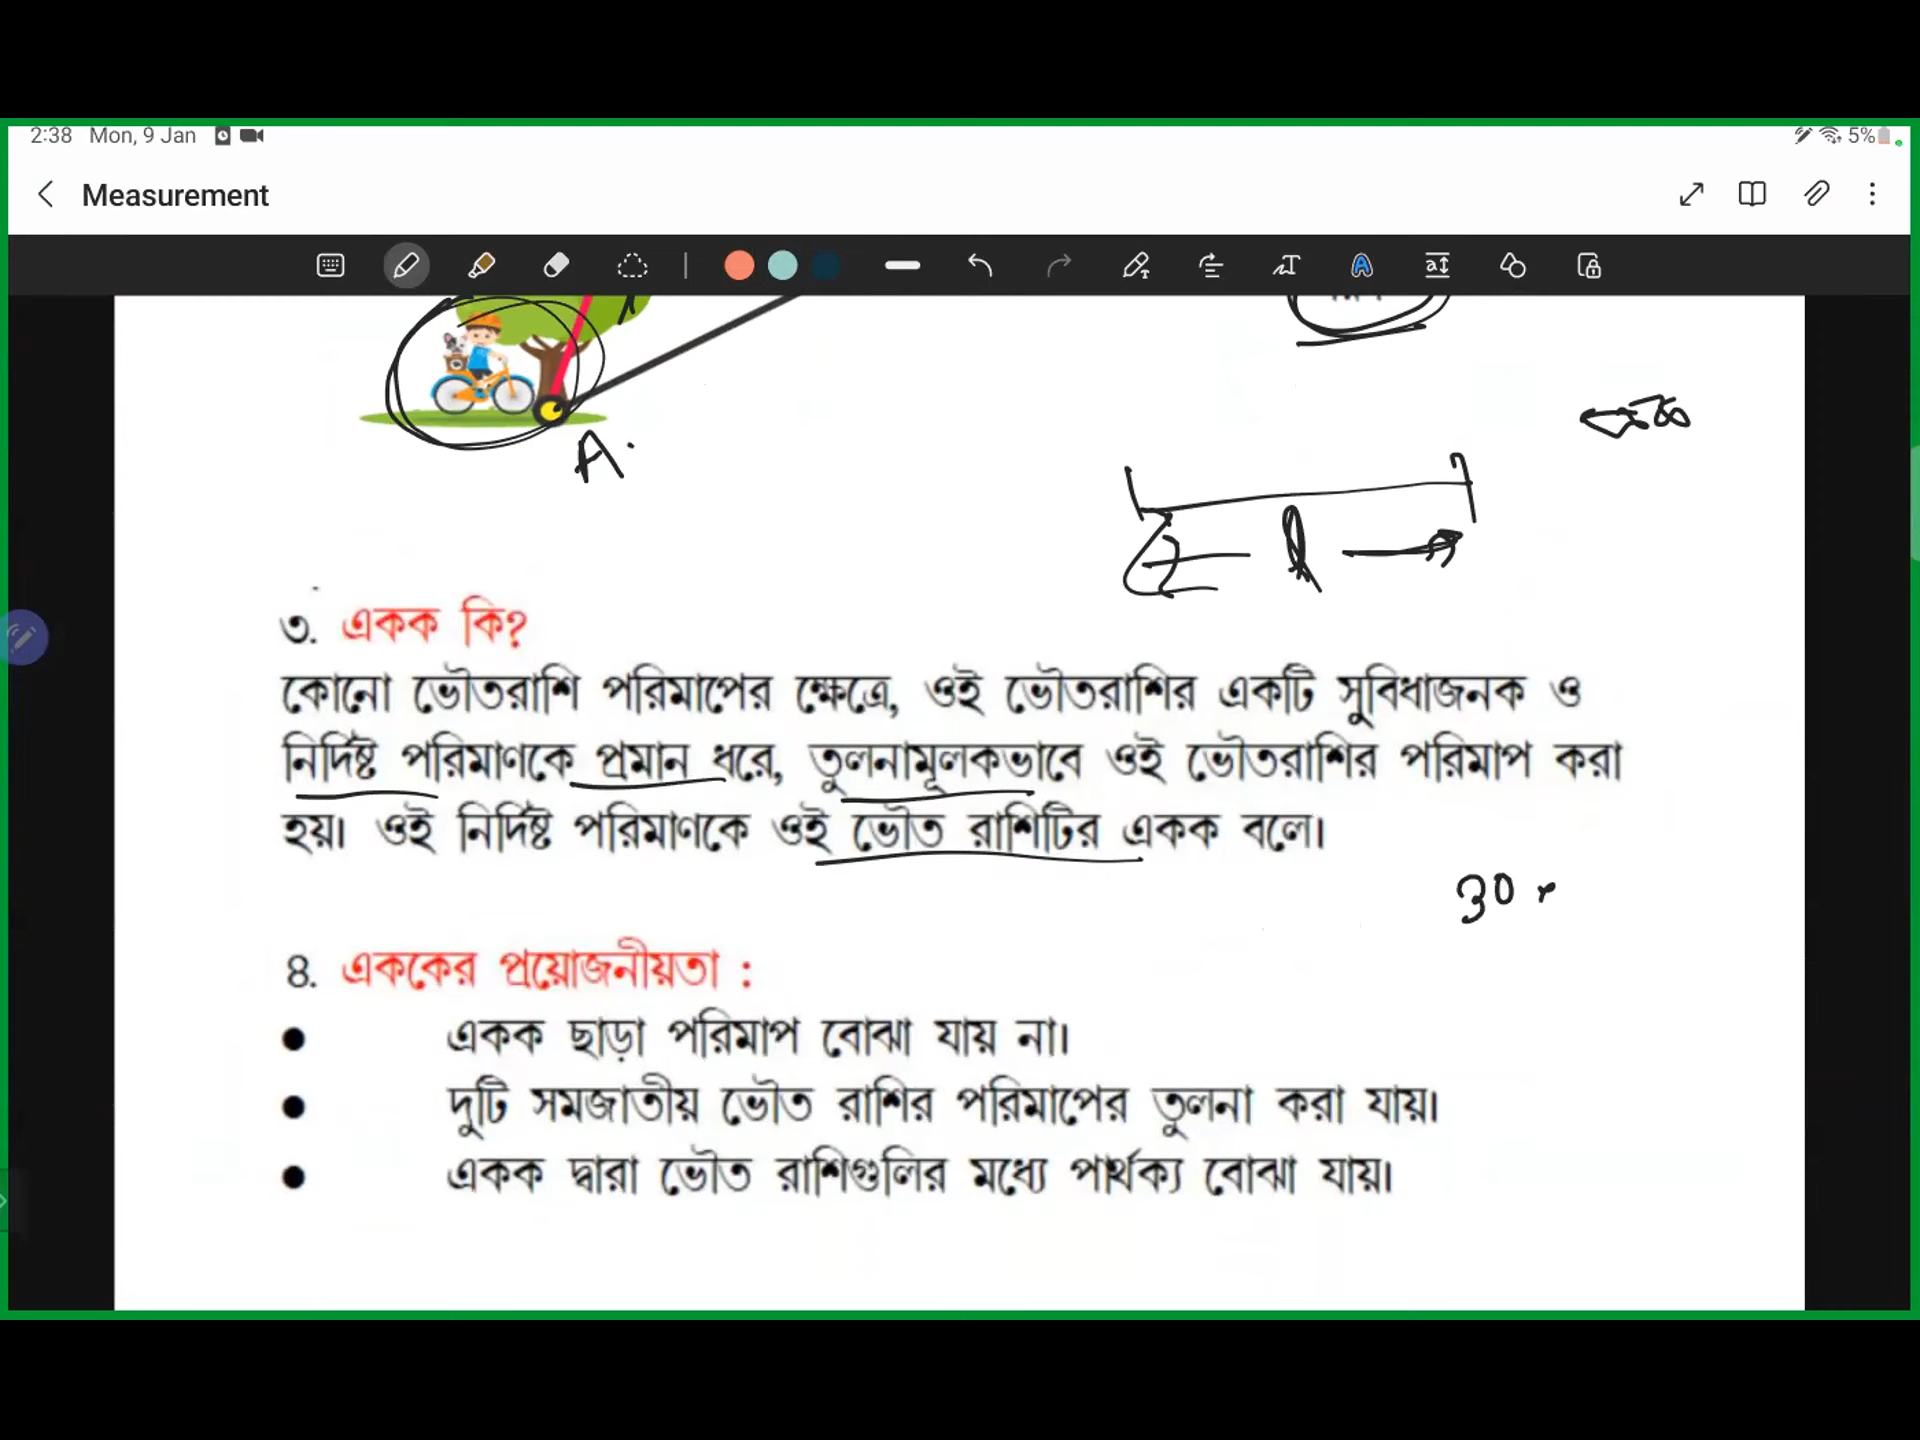 2:38 Mon, 9 Jan
5%
Measurement
A
l
৩. একক কি?
কোনো ভৌতরাশি পরিমাপের ক্ষেত্রে, ওই ভৌতরাশির একটি সুবিধাজনক ও
নির্দিষ্ট পরিমাণকে প্রমান ধরে, তুলনামূলকভাবে ওই ভৌতরাশির পরিমাপ করা
হয়। ওই নির্দিষ্ট পরিমাণকে ওই ভৌত রাশিটির একক বলে।
30
৪. এককের প্রয়োজনীয়তা :
● একক ছাড়া পরিমাপ বোঝা যায় না।
● দুটি সমজাতীয় ভৌত রাশির পরিমাপের তুলনা করা যায়।
● একক দ্বারা ভৌত রাশিগুলির মধ্যে পার্থক্য বোঝা যায়।